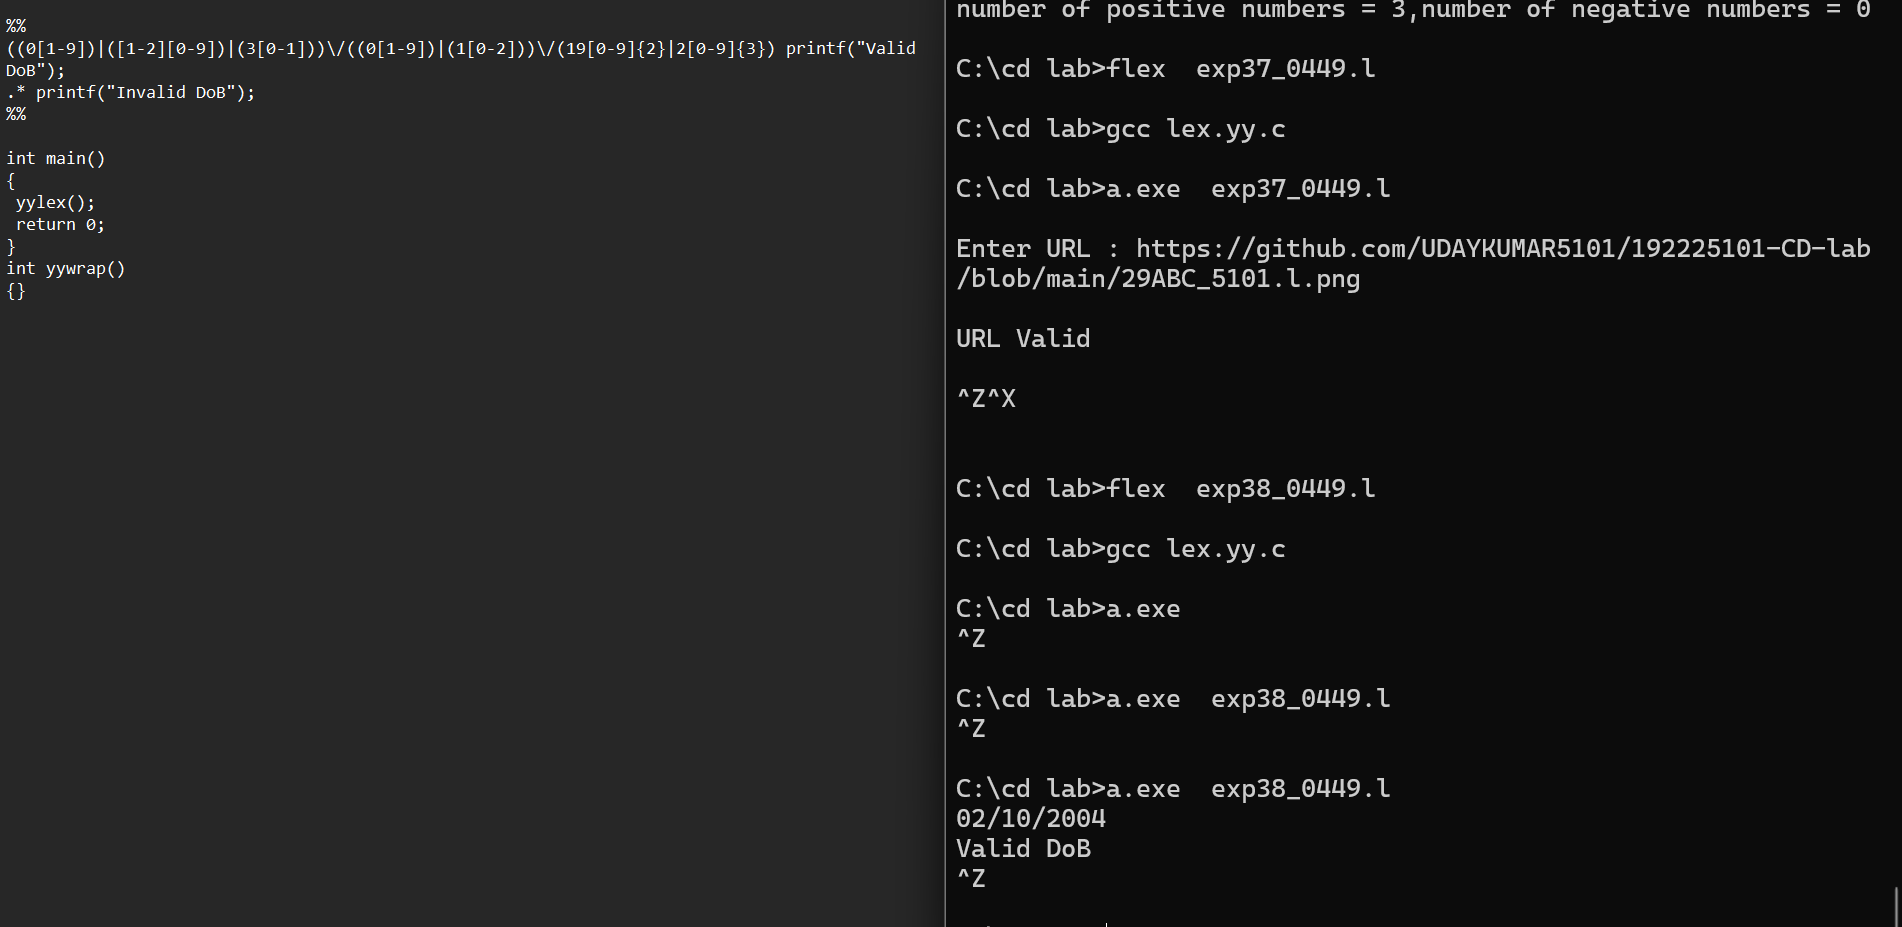 %%
((0[1-9])|([1-2][0-9])|(3[0-1]))\/((0[1-9])|(1[0-2]))\/(19[0-9]{2}|2[0-9]{3}) printf("Valid
DoB");
.* printf("Invalid DoB");
%%
int main()
{
 yylex();
 return 0;
}
int yywrap()
{}
number of positive numbers = 3,number of negative numbers = 0
C:\cd lab>flex  exp37_0449.l
C:\cd lab>gcc lex.yy.c
C:\cd lab>a.exe  exp37_0449.l
Enter URL : https://github.com/UDAYKUMAR5101/192225101-CD-lab
/blob/main/29ABC_5101.l.png
URL Valid
^Z^X
C:\cd lab>flex  exp38_0449.l
C:\cd lab>gcc lex.yy.c
C:\cd lab>a.exe
^Z
C:\cd lab>a.exe  exp38_0449.l
^Z
C:\cd lab>a.exe  exp38_0449.l
02/10/2004
Valid DoB
^Z